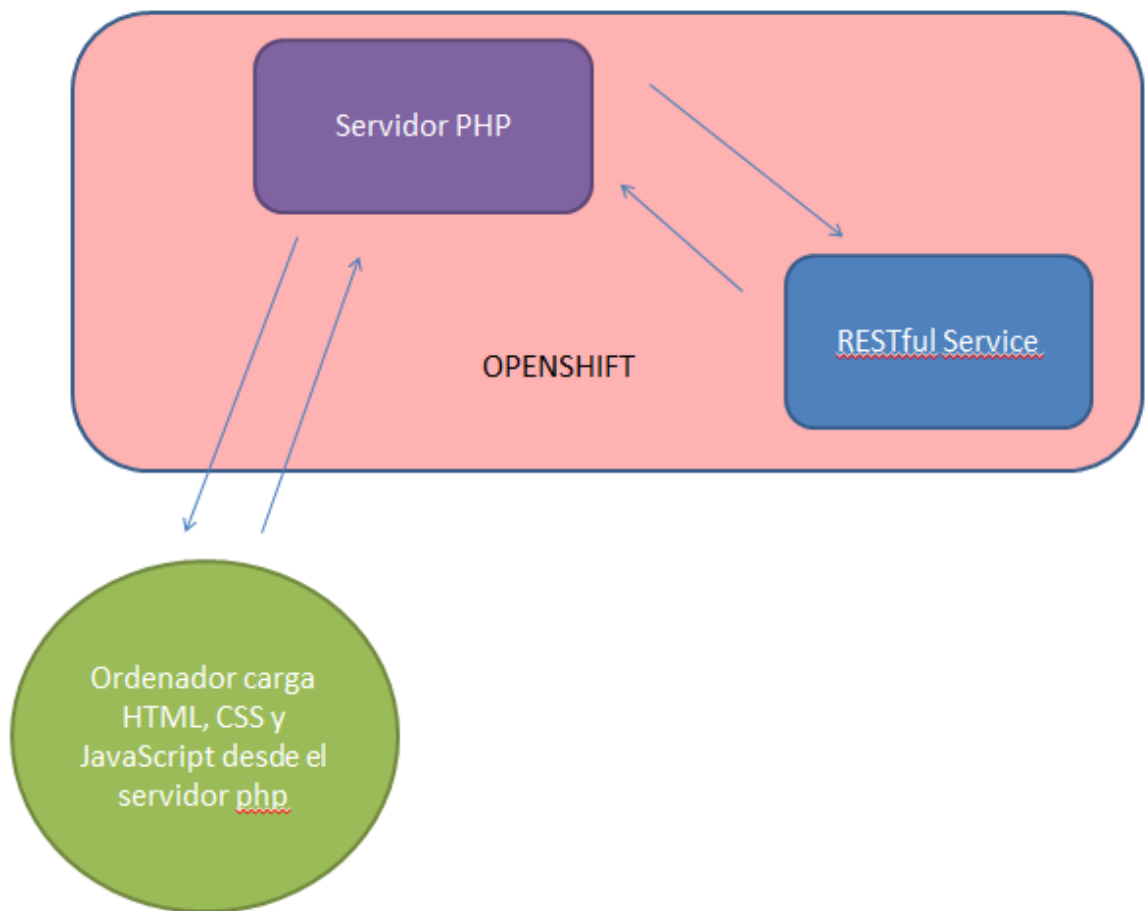 Servidor PHP
RESTful Service
OPENSHIFT
Ordenador carga
HTML, CSS y
JavaScript desde el
servidor php